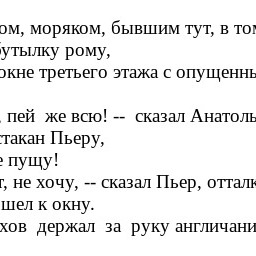 ом, моряком, бывшим тут, в том
бутылку рому,
окне третьего этажа с опущенны
, пей же всю! -- сказал Анатоль
стакан Пьеру,
е пущу!
т, не хочу, -- сказал Пьер, отталк
шел к окну.
хов держал за руку англичани